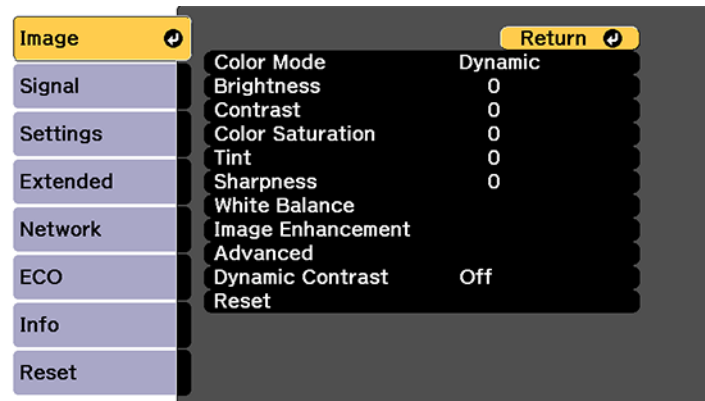 Image
Signal
Settings
Extended
Network
ECO
Info
Reset
Return
Color Mode Dynamic
Brightness 0
Contrast 0
Color Saturation 0
Tint 0
Sharpness 0
White Balance
Image Enhancement
Advanced
Dynamic Contrast Off
Reset